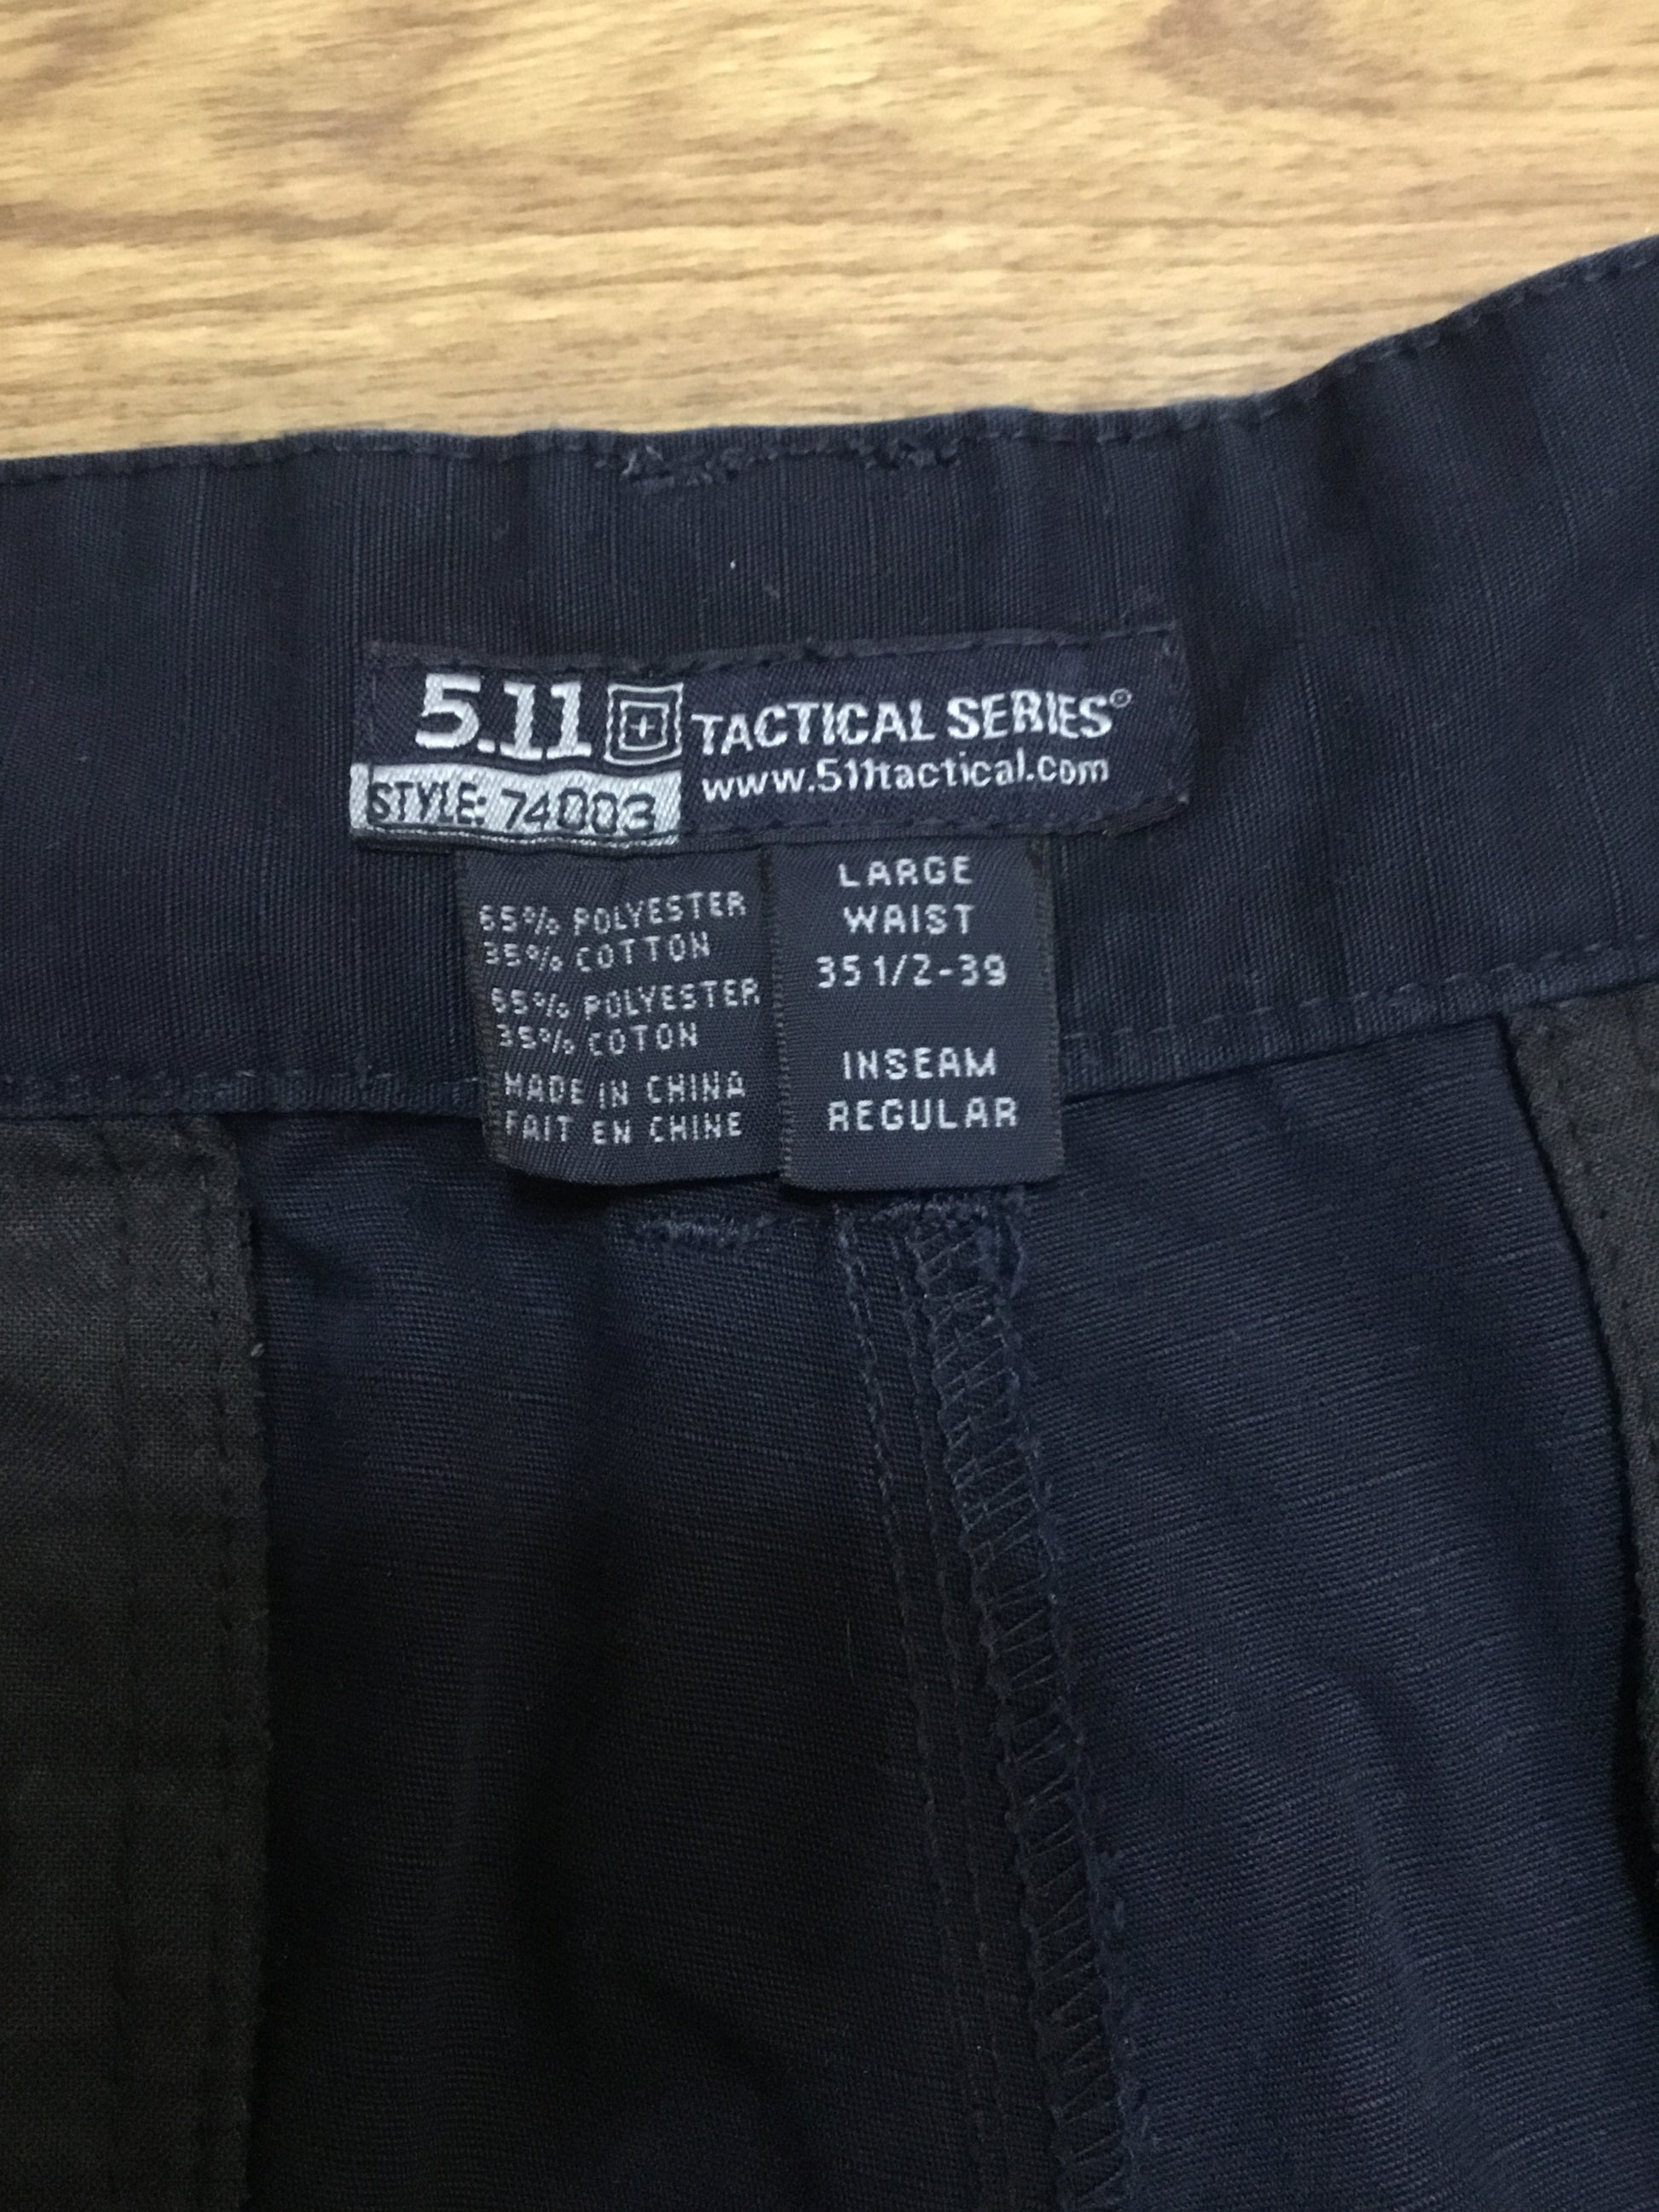 5.11 TACTICAL SERIES®
www.511tactical.com
STYLE: 74003
65% POLYESTER
35% COTTON
65% POLYESTER
35% COTON
MADE IN CHINA
FAIT EN CHINE
LARGE
WAIST
35 1/2-39
INSEAM
REGULAR